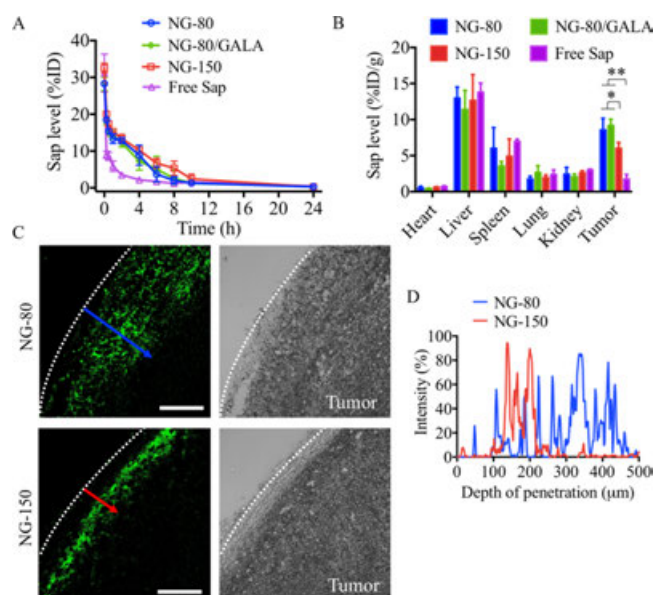 A
NG-80
NG-80/GALA
NG-150
Free Sap
Sap level (%ID)
40
30
20
10
0
0 4 8 12 16 20 24
Time (h)
B
NG-80 NG-80/GALA
NG-150 Free Sap
Sap level (%ID/g)
20
15
10
5
0
**
*
Heart Liver Spleen Lung Kidney Tumor
C
NG-80
Tumor
NG-150
Tumor
D
NG-80
NG-150
Intensity (%)
100
80
60
40
20
0
0 100 200 300 400 500
Depth of penetration (μm)